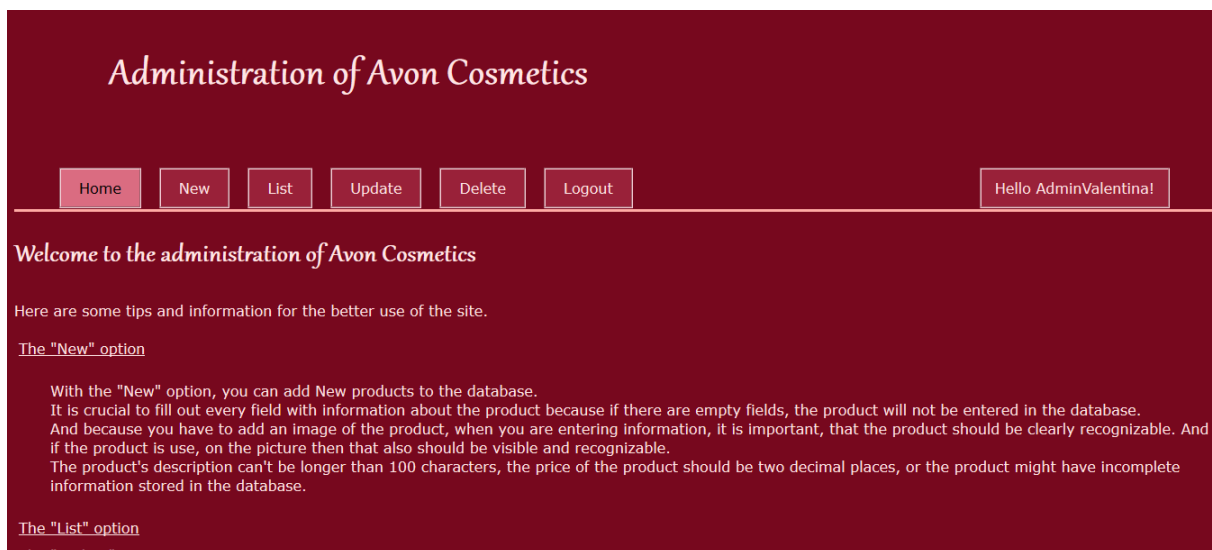 Administration of Avon Cosmetics
Home New List Update Delete Logout Hello AdminValentina!
Welcome to the administration of Avon Cosmetics
Here are some tips and information for the better use of the site.
The "New" option
With the "New" option, you can add New products to the database.
It is crucial to fill out every field with information about the product because if there are empty fields, the product will not be entered in the database.
And because you have to add an image of the product, when you are entering information, it is important, that the product should be clearly recognizable. And
if the product is use, on the picture then that also should be visible and recognizable.
The product's description can't be longer than 100 characters, the price of the product should be two decimal places, or the product might have incomplete
information stored in the database.
The "List" option